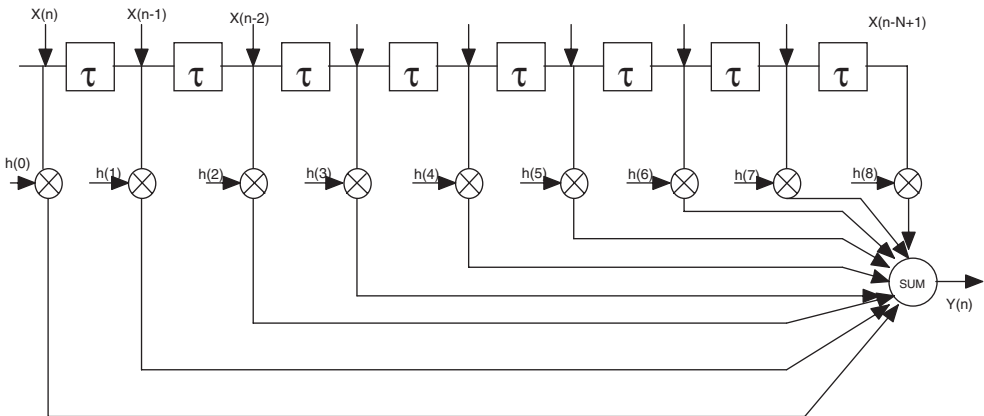 X(n) X(n-1) X(n-2) X(n-N+1)
τ τ τ τ τ τ τ τ
h(0) h(1) h(2) h(3) h(4) h(5) h(6) h(7) h(8)
SUM
Y(n)